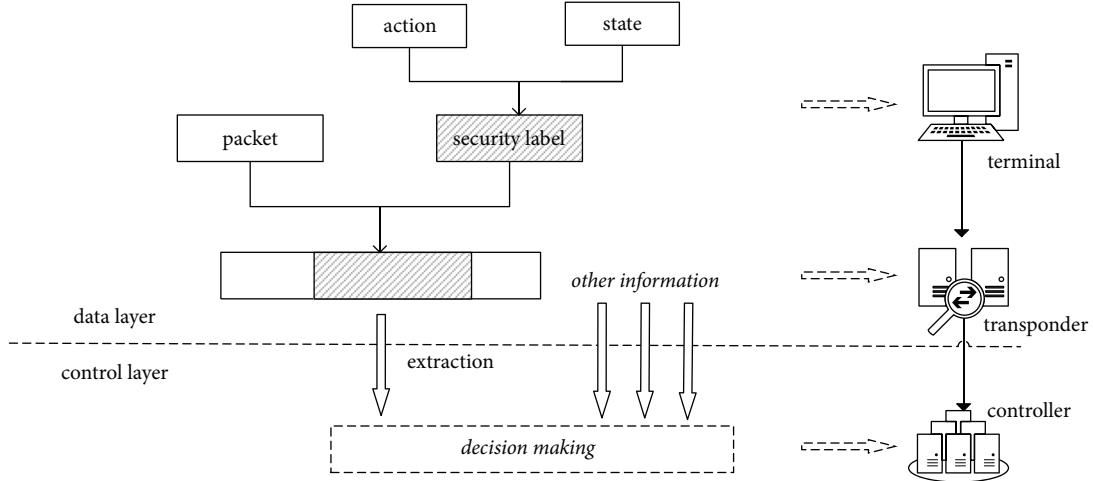 action
state
packet
security label
terminal
other information
data layer
transponder
control layer
extraction
controller
decision making